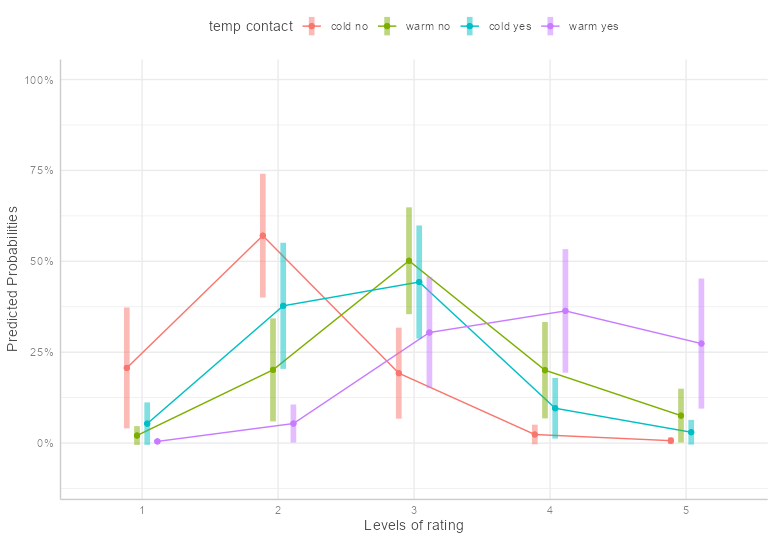 temp contact cold no warm no cold yes warm yes
100%
75%
50%
25%
0%
Predicted Probabilities
1 2 3 4 5
Levels of rating